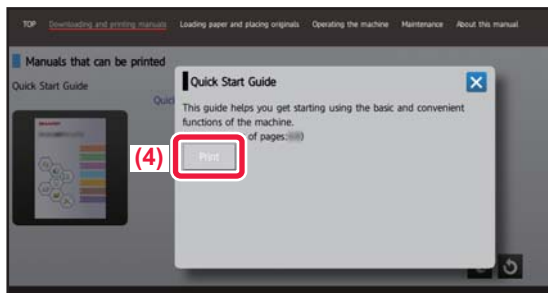 TOP Downloading and printing manuals Loading paper and placing originals Operating the machine Maintenance About this manual
Manuals that can be printed
Quick Start Guide
Quick Start Guide
This guide helps you get starting using the basic and convenient
functions of the machine.
of pages:
(4) Print